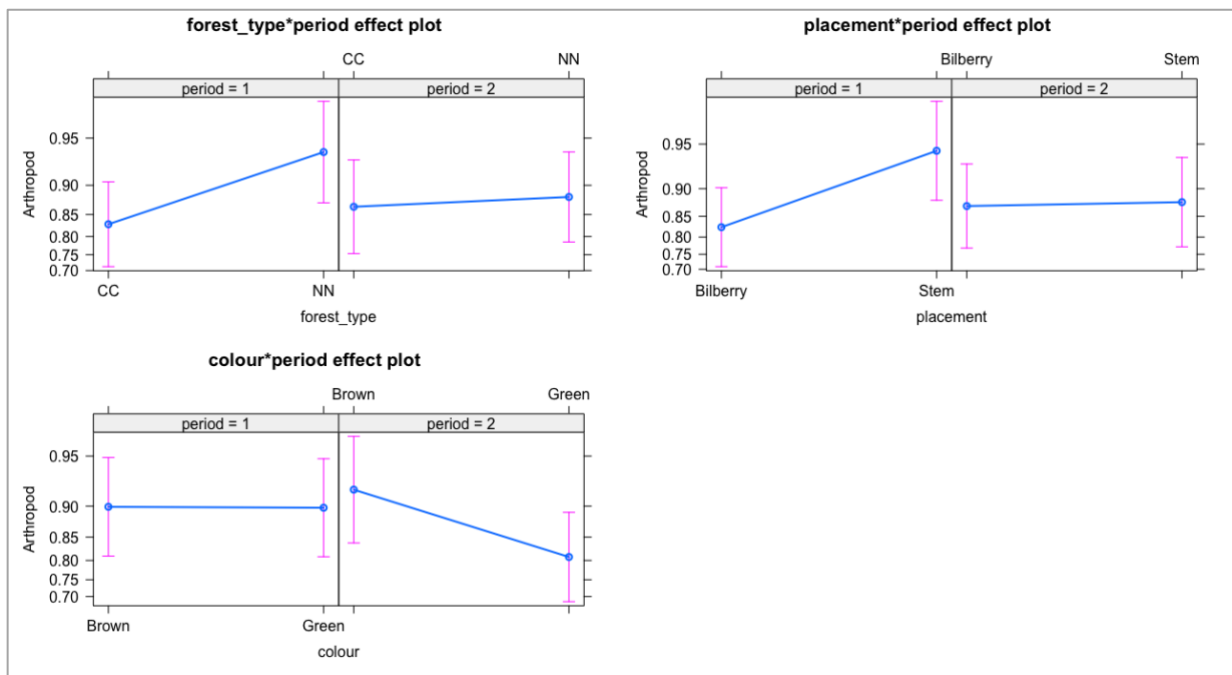 forest_type*period effect plot
CC NN
period = 1 period = 2
Arthropod
0.95
0.90
0.85
0.80
0.75
0.70
CC NN
forest_type
placement*period effect plot
Bilberry Stem
period = 1 period = 2
Arthropod
0.95
0.90
0.85
0.80
0.75
0.70
Bilberry Stem
placement
colour*period effect plot
Brown Green
period = 1 period = 2
Arthropod
0.95
0.90
0.85
0.80
0.75
0.70
Brown Green
colour